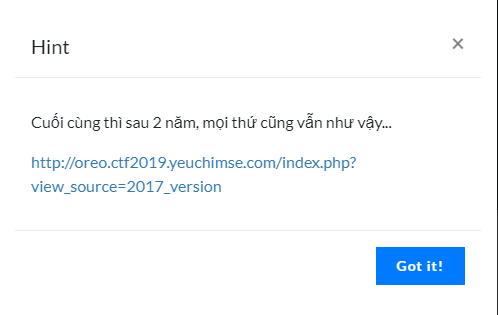 Hint
×
Cuối cùng thì sau 2 năm, mọi thứ cũng vẫn như vậy...
http://oreo.ctf2019.yeuchimse.com/index.php?
view_source=2017_version
Got it!